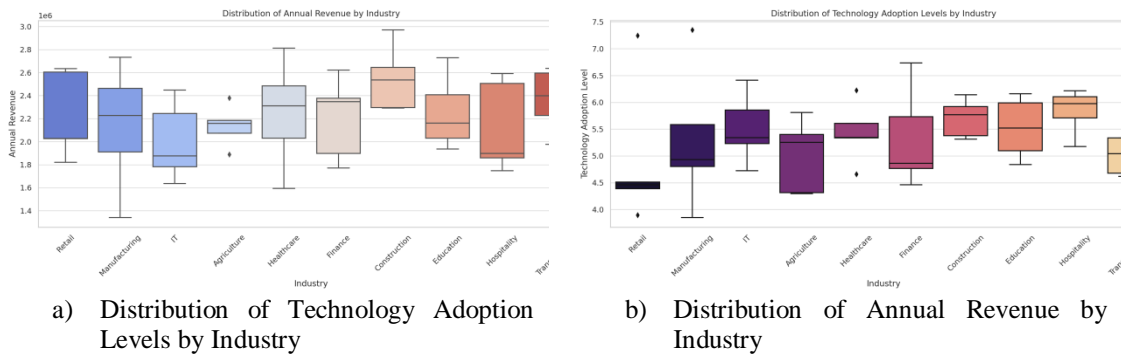 Distribution of Annual Revenue by Industry
1e6
3.0
2.8
2.6
2.4
2.2
2.0
1.8
1.6
1.4
Annual Revenue
Retail
Manufacturing
IT
Agriculture
Healthcare
Finance
Construction
Education
Hospitality
Tran
Industry
a) Distribution of Technology Adoption
Levels by Industry
Distribution of Technology Adoption Levels by Industry
7.5
7.0
6.5
6.0
5.5
5.0
4.5
4.0
Technology Adoption Level
Retail
Manufacturing
IT
Agriculture
Healthcare
Finance
Construction
Education
Hospitality
Tran
Industry
b) Distribution of Annual Revenue by
Industry